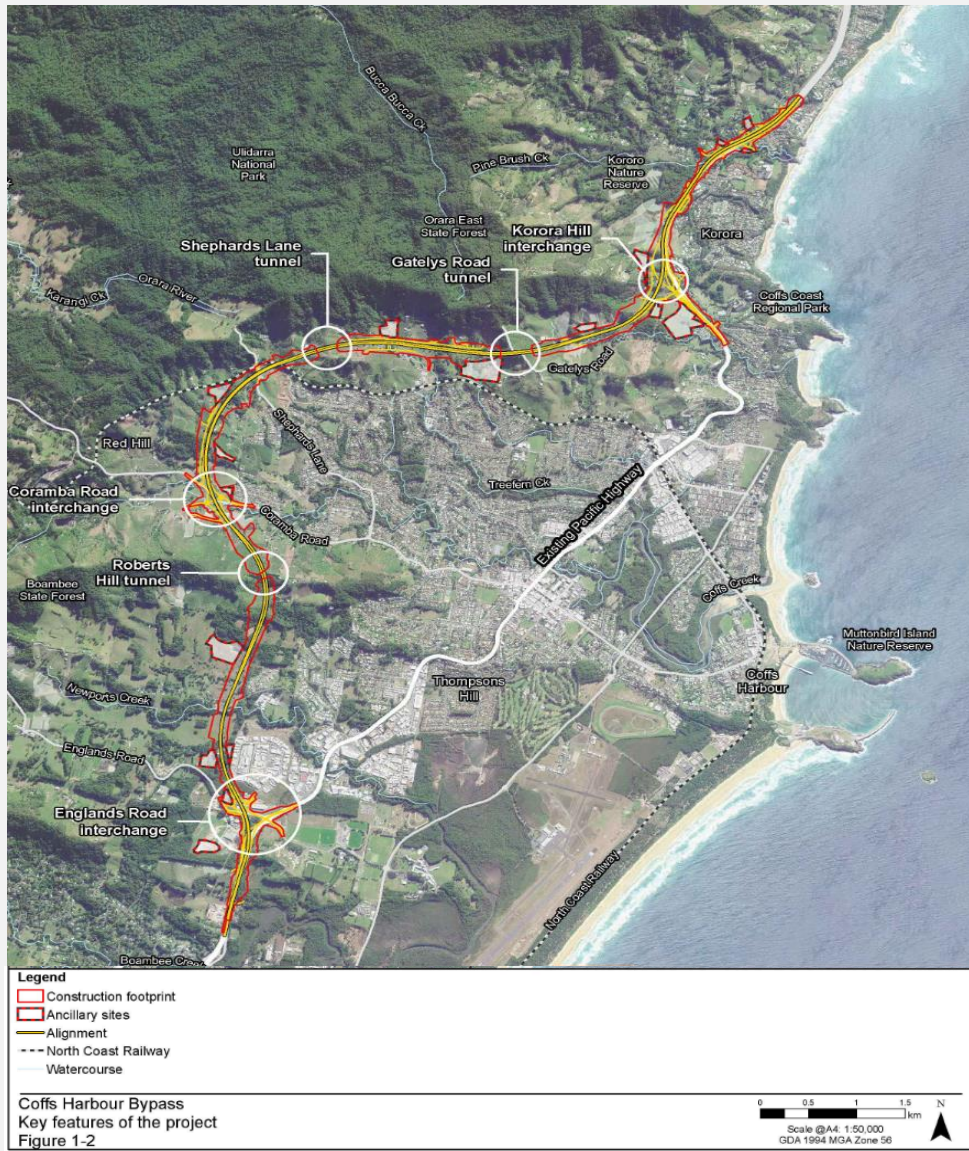 Bucca Bucca Ck
Ulidarra
National
Park
Pine Brush Ck
Kororo
Nature
Reserve
Orara East
State Forest
Korora Hill
interchange
Korora
Shephards Lane
tunnel
Gatelys Road
tunnel
Orara River
Karangi Ck
Coffs Coast
Regional Park
Gatelys Road
Red Hill
Shephards Lane
Treefern Ck
Coramba Road
interchange
Coramba Road
Existing Pacific Highway
Roberts
Hill tunnel
Boambee
State Forest
Coffs Creek
Muttonbird Island
Nature Reserve
Thompsons
Hill
Coffs
Harbour
Newports Creek
Englands Road
Englands Road
interchange
North Coast Railway
Boambee Creek
Legend
Construction footprint
Ancillary sites
Alignment
North Coast Railway
Watercourse
Coffs Harbour Bypass
Key features of the project
Figure 1-2
0 0.5 1 1.5
km
N
Scale @A4: 1:50,000
GDA 1994 MGA Zone 56